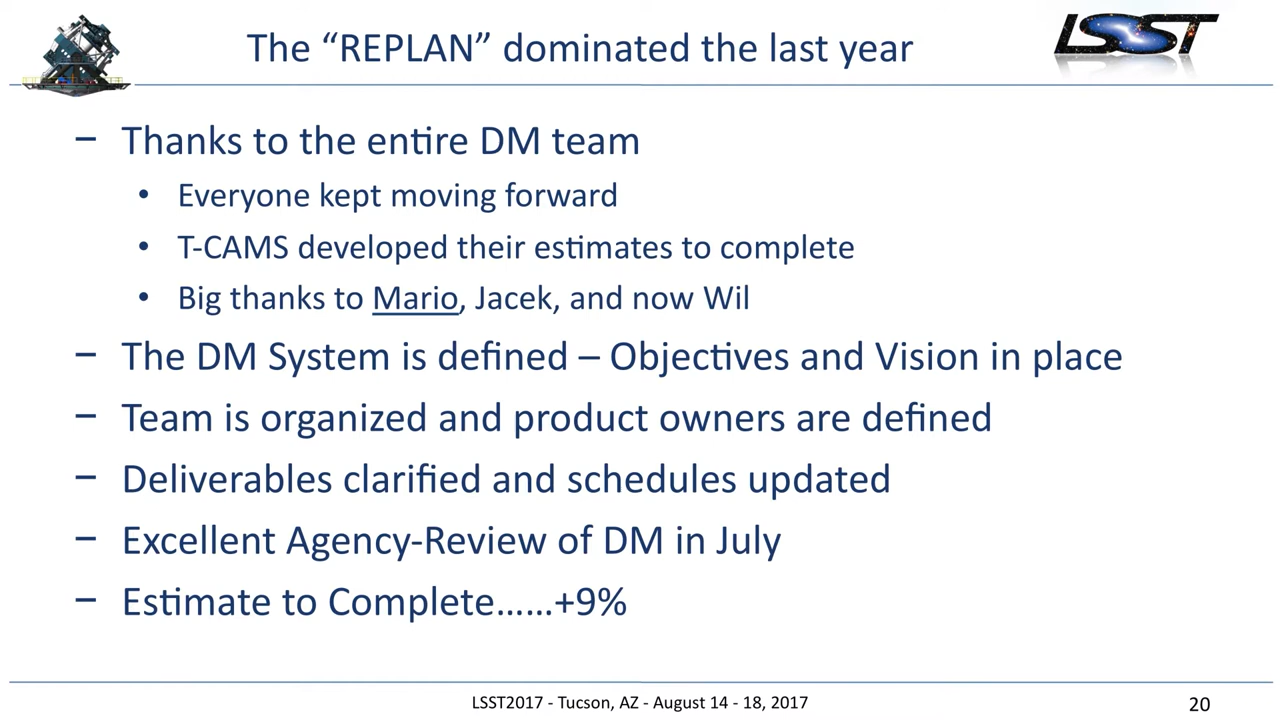 The “REPLAN” dominated the last year
LSST
− Thanks to the entire DM team
• Everyone kept moving forward
• T-CAMS developed their estimates to complete
• Big thanks to Mario, Jacek, and now Wil
− The DM System is defined – Objectives and Vision in place
− Team is organized and product owners are defined
− Deliverables clarified and schedules updated
− Excellent Agency-Review of DM in July
− Estimate to Complete……+9%
LSST2017 - Tucson, AZ - August 14 - 18, 2017
20